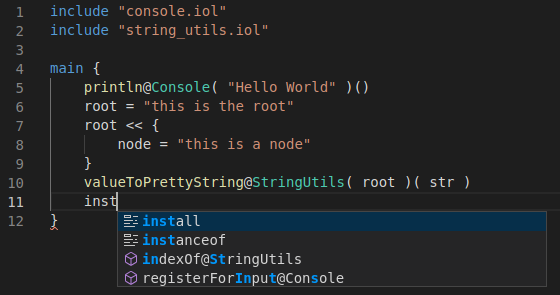 1 include "console.iol"
2 include "string_utils.iol"
3
4 main {
5 println@Console( "Hello World" )()
6 root = "this is the root"
7 root << {
8 node = "this is a node"
9 }
10 valueToPrettyString@StringUtils( root )( str )
11 inst
12 }
install
instanceof
indexOf@StringUtils
registerForInput@Console